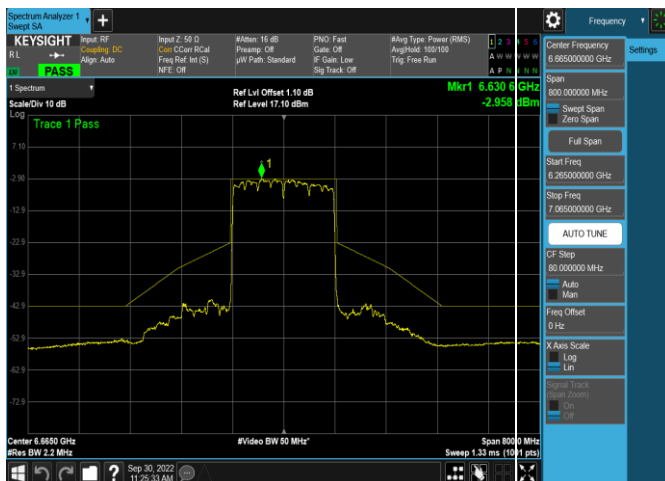 Spectrum Analyzer 1
Swept SA
+
Frequency
KEYSIGHT
RL
PASS
Input: RF
Coupling: DC
Align: Auto
Input Z: 50 Ω
Corr CCorr RCal
Freq Ref: Int (S)
NFE: Off
#Atten: 16 dB
Preamp: Off
µW Path: Standard
PNO: Fast
Gate: Off
IF Gain: Low
Sig Track: Off
#Avg Type: Power (RMS)
Avg|Hold: 100/100
Trig: Free Run
1 2 3 4 5 6
A W W W W W
A P N N N N
1 Spectrum
Scale/Div 10 dB
Log
Ref Lvl Offset 1.10 dB
Ref Level 17.10 dBm
Mkr1 6.630 6 GHz
-2.958 dBm
Trace 1 Pass
1
7.10
-2.90
-12.9
-22.9
-32.9
-42.9
-52.9
-62.9
-72.9
Center 6.6650 GHz
#Res BW 2.2 MHz
#Video BW 50 MHz*
Span 800.0 MHz
Sweep 1.33 ms (1001 pts)
Sep 30, 2022
11:25:33 AM
?
Center Frequency
6.665000000 GHz
Settings
Span
800.000000 MHz
Swept Span
Zero Span
Full Span
Start Freq
6.265000000 GHz
Stop Freq
7.065000000 GHz
AUTO TUNE
CF Step
80.000000 MHz
Auto
Man
Freq Offset
0 Hz
X Axis Scale
Log
Lin
Signal Track
(Span Zoom)
On
Off